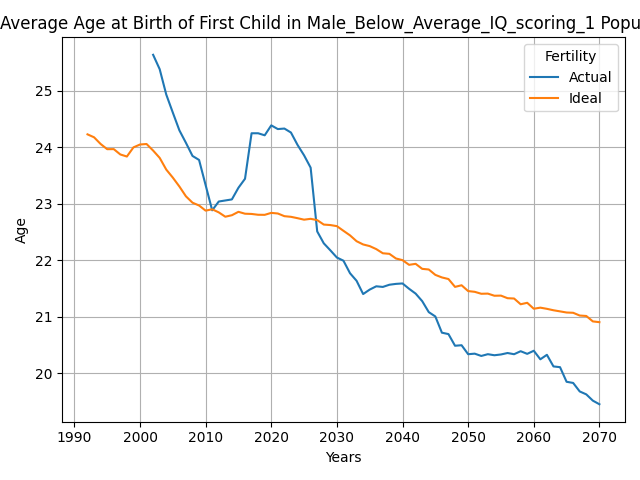 Average Age at Birth of First Child in Male_Below_Average_IQ_scoring_1 Popu
Fertility
Actual
Ideal
25
24
23
22
21
20
Age
1990 2000 2010 2020 2030 2040 2050 2060 2070
Years